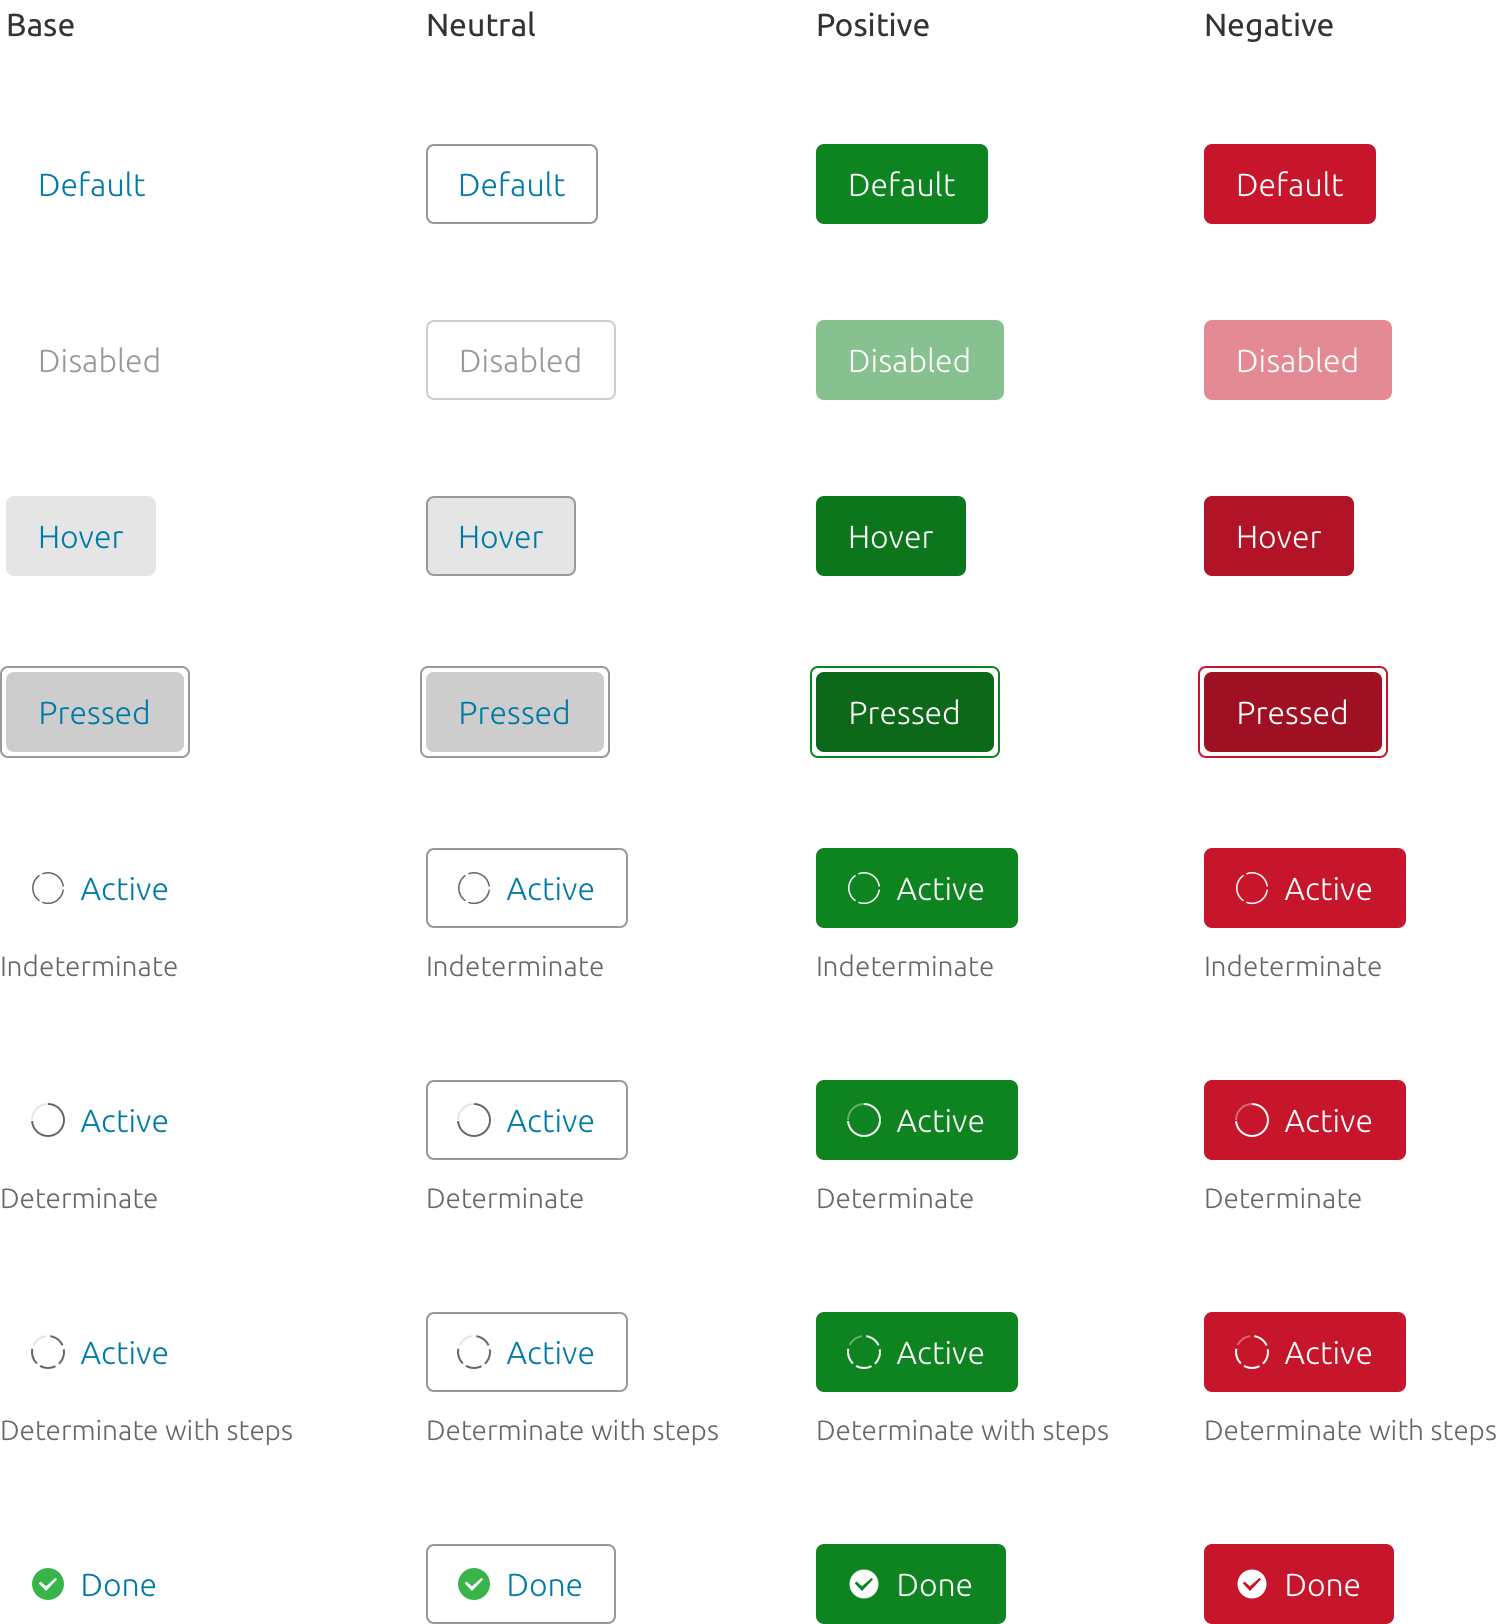 Base Neutral Positive Negative
Default Default Default Default
Disabled Disabled Disabled Disabled
Hover Hover Hover Hover
Pressed Pressed Pressed Pressed
Active Active Active Active
Indeterminate Indeterminate Indeterminate Indeterminate
Active Active Active Active
Determinate Determinate Determinate Determinate
Active Active Active Active
Determinate with steps Determinate with steps Determinate with steps Determinate with steps
Done Done Done Done